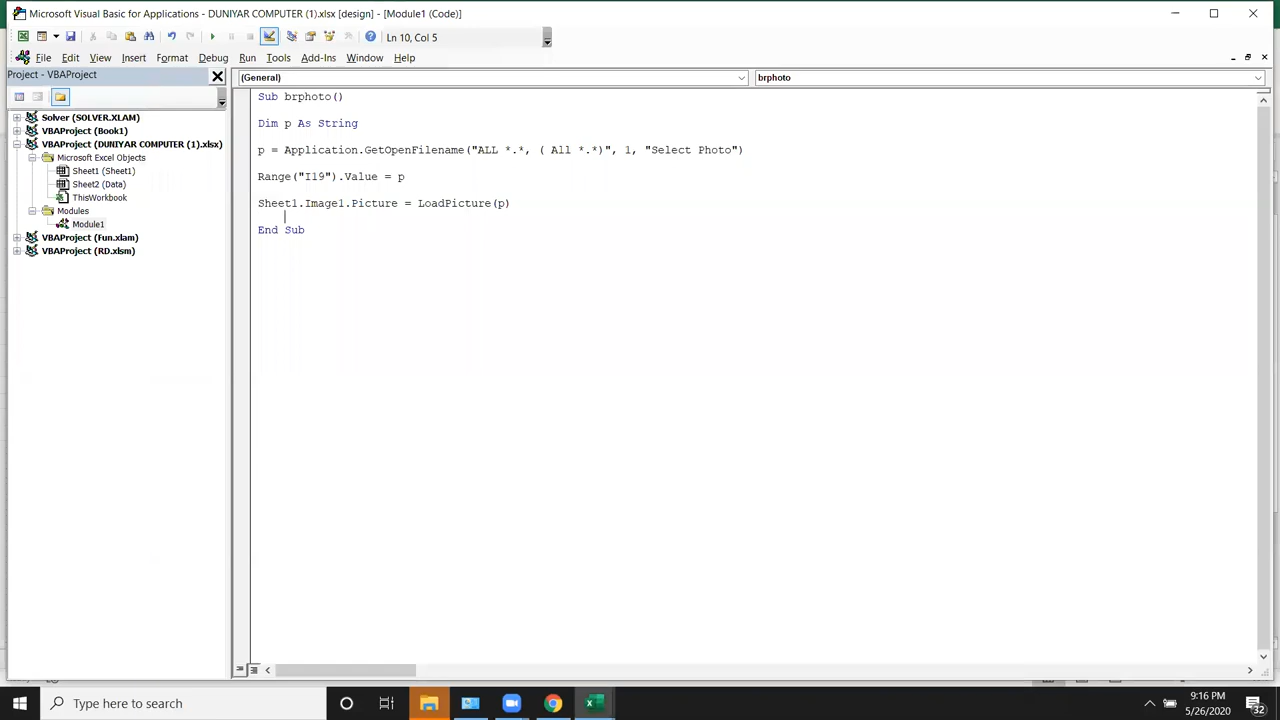 Microsoft Visual Basic for Applications - DUNIYAR COMPUTER (1).xlsx [design] - [Module1 (Code)]
Ln 10, Col 5
File Edit View Insert Format Debug Run Tools Add-Ins Window Help
Project - VBAProject
(General)
brphoto
Solver (SOLVER.XLAM)
VBAProject (Book1)
VBAProject (DUNIYAR COMPUTER (1).xlsx)
Microsoft Excel Objects
Sheet1 (Sheet1)
Sheet2 (Data)
ThisWorkbook
Modules
Module1
VBAProject (Fun.xlam)
VBAProject (RD.xlsm)
Sub brphoto()
Dim p As String
p = Application.GetOpenFilename("ALL *.*, ( All *.*)", 1, "Select Photo")
Range("I19").Value = p
Sheet1.Image1.Picture = LoadPicture(p)
End Sub
Type here to search
9:16 PM
5/26/2020
32